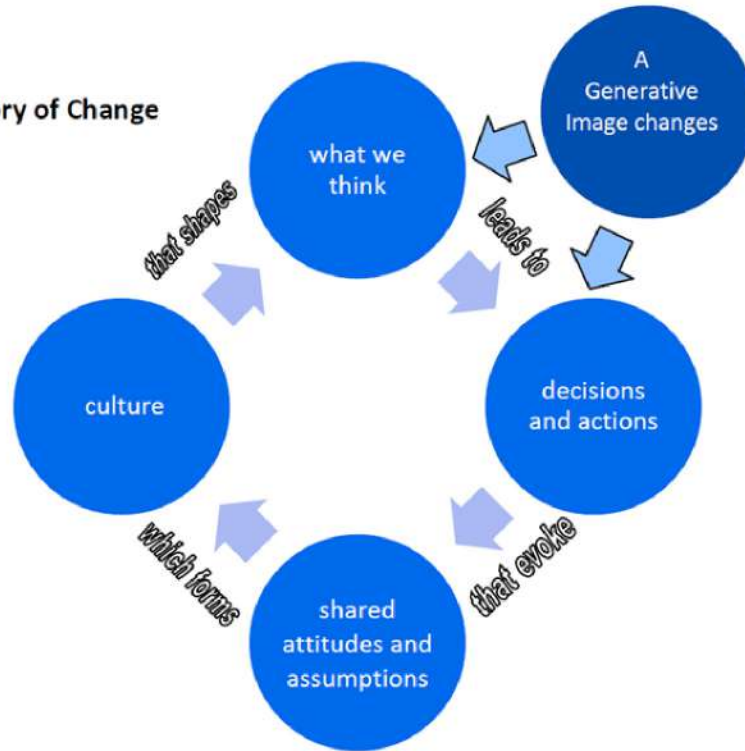 ory of Change
A
Generative
Image changes
what we
think
leads to
decisions
and actions
that evoke
shared
attitudes and
assumptions
which forms
culture
that shapes